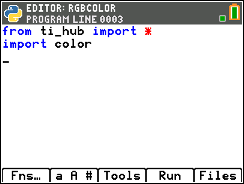 EDITOR: RGBCOLOR
PROGRAM LINE 0003
from ti_hub import *
import color
Fns… a A # Tools Run Files